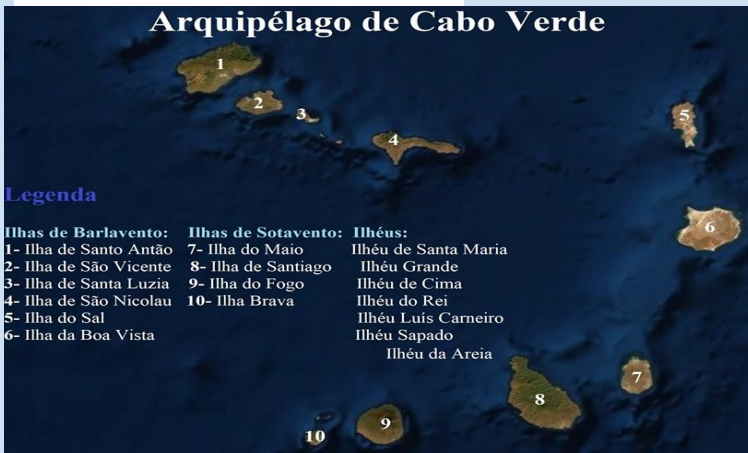 Arquipélago de Cabo Verde
1
2
3
4
5
6
Legenda
Ilhas de Barlavento:
1- Ilha de Santo Antão
2- Ilha de São Vicente
3- Ilha de Santa Luzia
4- Ilha de São Nicolau
5- Ilha do Sal
6- Ilha da Boa Vista
Ilhas de Sotavento:
7- Ilha do Maio
8- Ilha de Santiago
9- Ilha do Fogo
10- Ilha Brava
Ilhéus:
Ilhéu de Santa Maria
Ilhéu Grande
Ilhéu de Cima
Ilhéu do Rei
Ilhéu Luís Carneiro
Ilhéu Sapado
Ilhéu da Areia
7
8
9
10